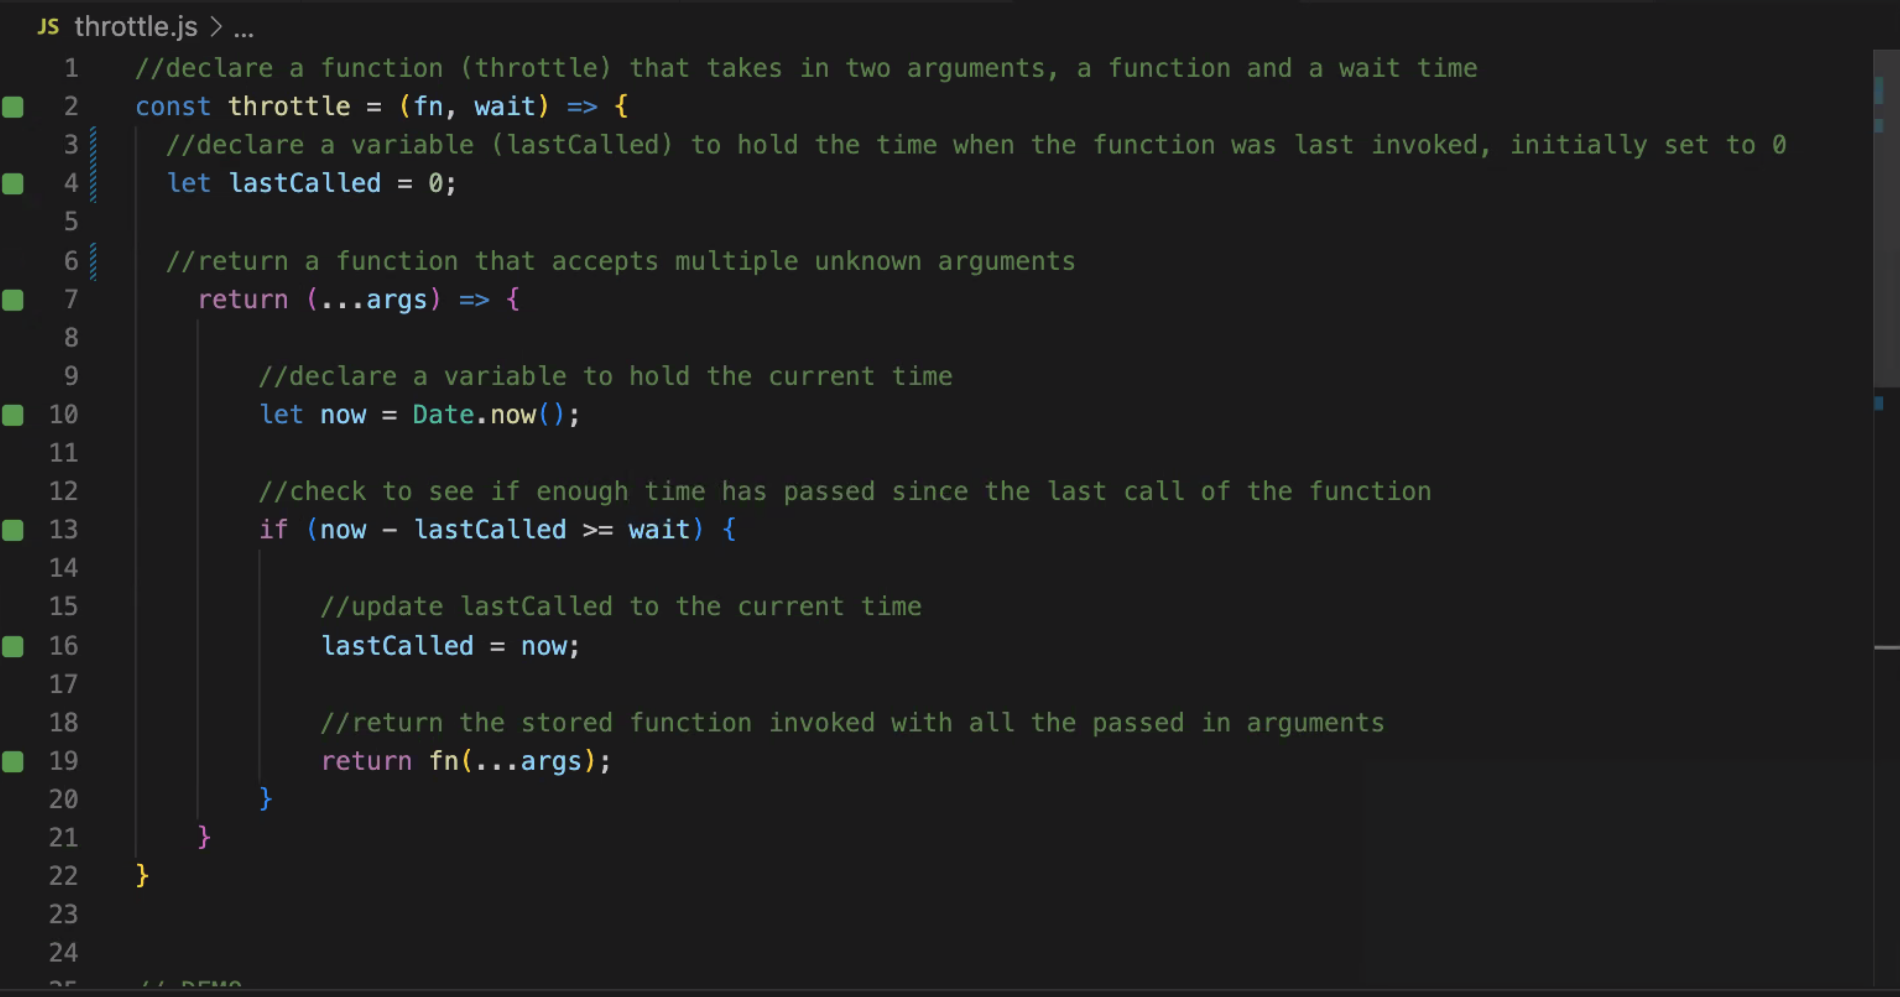 JS throttle.js > ...
1 //declare a function (throttle) that takes in two arguments, a function and a wait time
2 const throttle = (fn, wait) => {
3 //declare a variable (lastCalled) to hold the time when the function was last invoked, initially set to 0
4 let lastCalled = 0;
5
6 //return a function that accepts multiple unknown arguments
7 return (...args) => {
8
9 //declare a variable to hold the current time
10 let now = Date.now();
11
12 //check to see if enough time has passed since the last call of the function
13 if (now - lastCalled >= wait) {
14
15 //update lastCalled to the current time
16 lastCalled = now;
17
18 //return the stored function invoked with all the passed in arguments
19 return fn(...args);
20 }
21 }
22 }
23
24
25 // DEMO